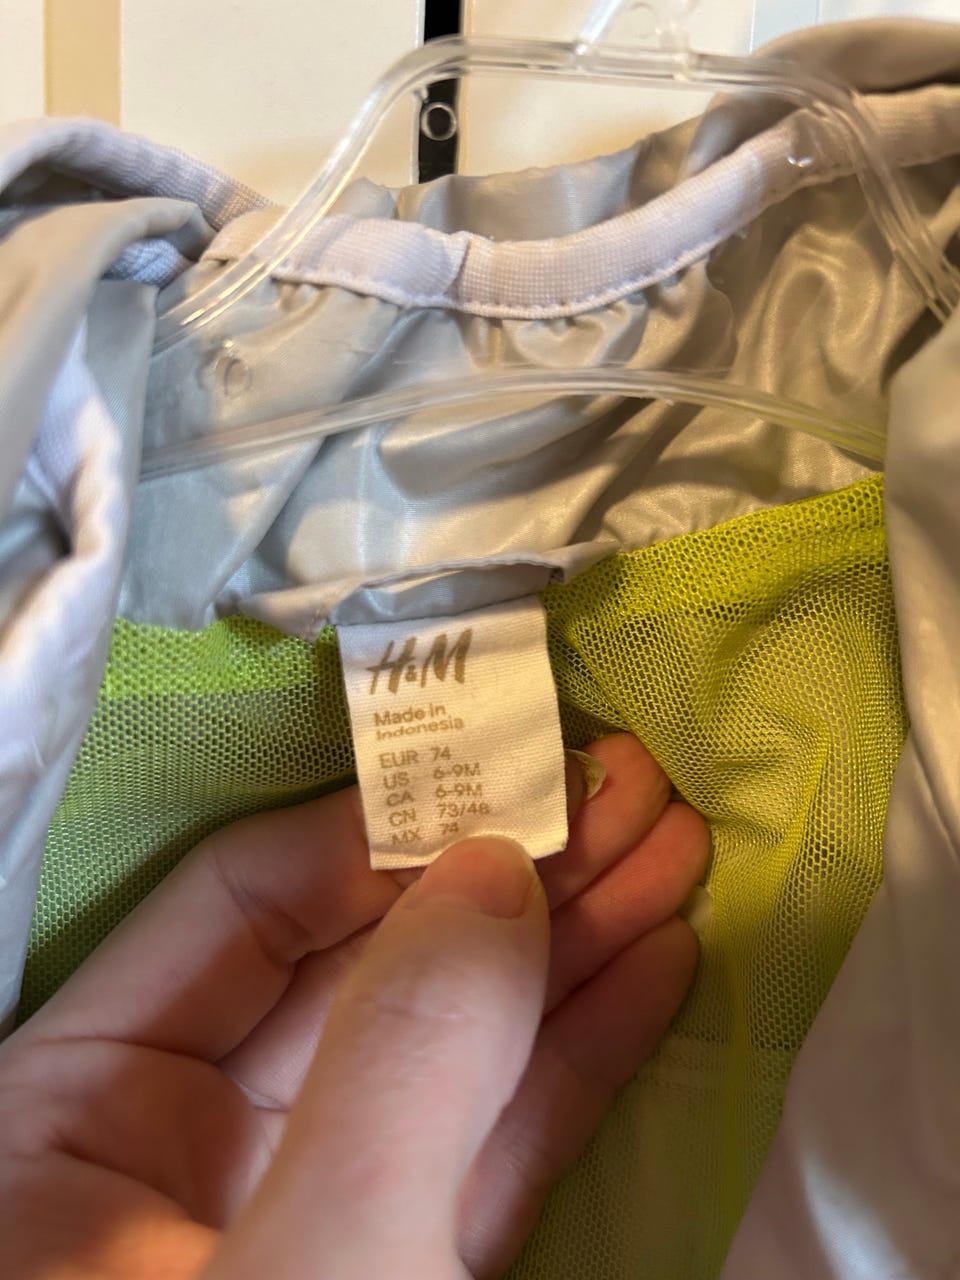 H&M
Made in
Indonesia
EUR 74
US 6-9M
CA 6-9M
CN 73/48
MX 74